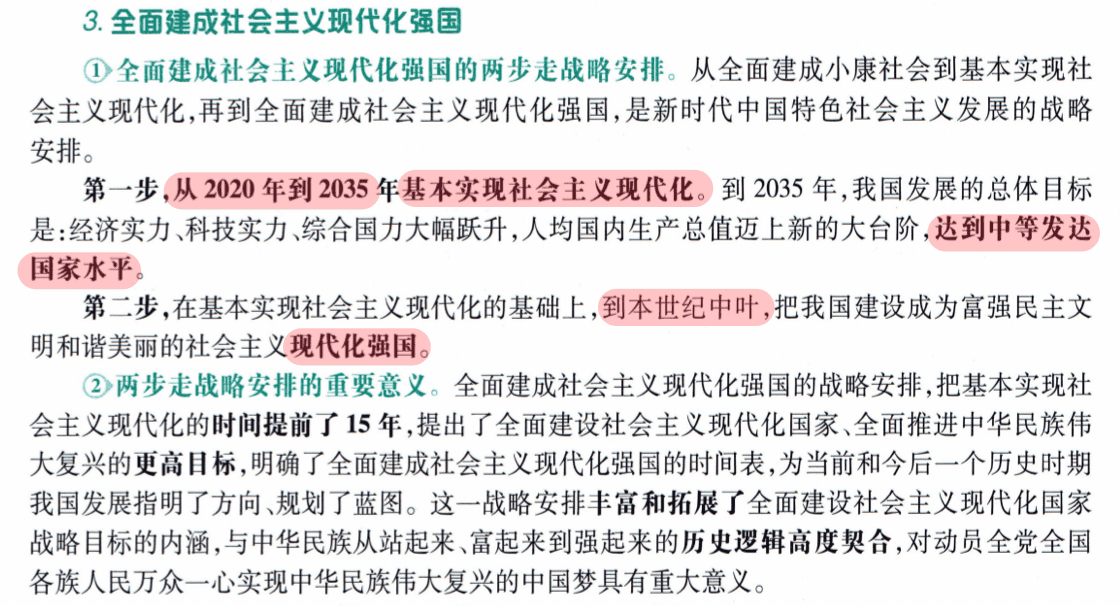 3. 全面建成社会主义现代化强国
①全面建成社会主义现代化强国的两步走战略安排。从全面建成小康社会到基本实现社
会主义现代化,再到全面建成社会主义现代化强国,是新时代中国特色社会主义发展的战略
安排。
第一步,从 2020 年到 2035 年基本实现社会主义现代化。到 2035 年,我国发展的总体目标
是:经济实力、科技实力、综合国力大幅跃升,人均国内生产总值迈上新的大台阶,达到中等发达
国家水平。
第二步,在基本实现社会主义现代化的基础上,到本世纪中叶,把我国建设成为富强民主文
明和谐美丽的社会主义现代化强国。
②两步走战略安排的重要意义。全面建成社会主义现代化强国的战略安排,把基本实现社
会主义现代化的时间提前了 15 年,提出了全面建设社会主义现代化国家、全面推进中华民族伟
大复兴的更高目标,明确了全面建成社会主义现代化强国的时间表,为当前和今后一个历史时期
我国发展指明了方向、规划了蓝图。这一战略安排丰富和拓展了全面建设社会主义现代化国家
战略目标的内涵,与中华民族从站起来、富起来到强起来的历史逻辑高度契合,对动员全党全国
各族人民万众一心实现中华民族伟大复兴的中国梦具有重大意义。